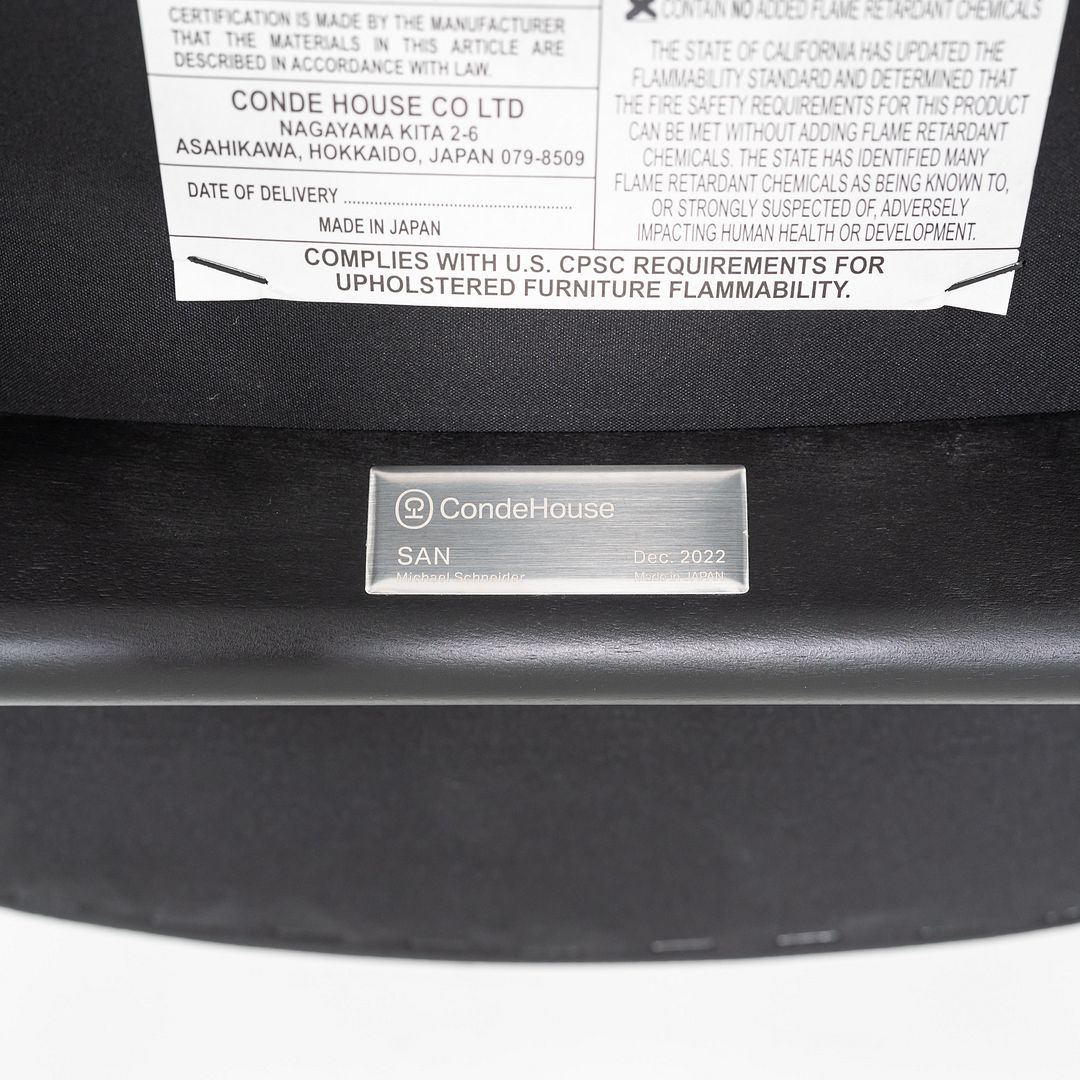 CERTIFICATION IS MADE BY THE MANUFACTURER
THAT THE MATERIALS IN THIS ARTICLE ARE
DESCRIBED IN ACCORDANCE WITH LAW.
CONDE HOUSE CO LTD
NAGAYAMA KITA 2-6
ASAHIKAWA, HOKKAIDO, JAPAN 079-8509
DATE OF DELIVERY
MADE IN JAPAN
CONTAIN NO ADDED FLAME RETARDANT CHEMICALS
THE STATE OF CALIFORNIA HAS UPDATED THE
FLAMMABILITY STANDARD AND DETERMINED THAT
THE FIRE SAFETY REQUIREMENTS FOR THIS PRODUCT
CAN BE MET WITHOUT ADDING FLAME RETARDANT
CHEMICALS. THE STATE HAS IDENTIFIED MANY
FLAME RETARDANT CHEMICALS AS BEING KNOWN TO,
OR STRONGLY SUSPECTED OF, ADVERSELY
IMPACTING HUMAN HEALTH OR DEVELOPMENT.
COMPLIES WITH U.S. CPSC REQUIREMENTS FOR
UPHOLSTERED FURNITURE FLAMMABILITY.
CondeHouse
SAN Dec. 2022
Michael Schneider Made in JAPAN